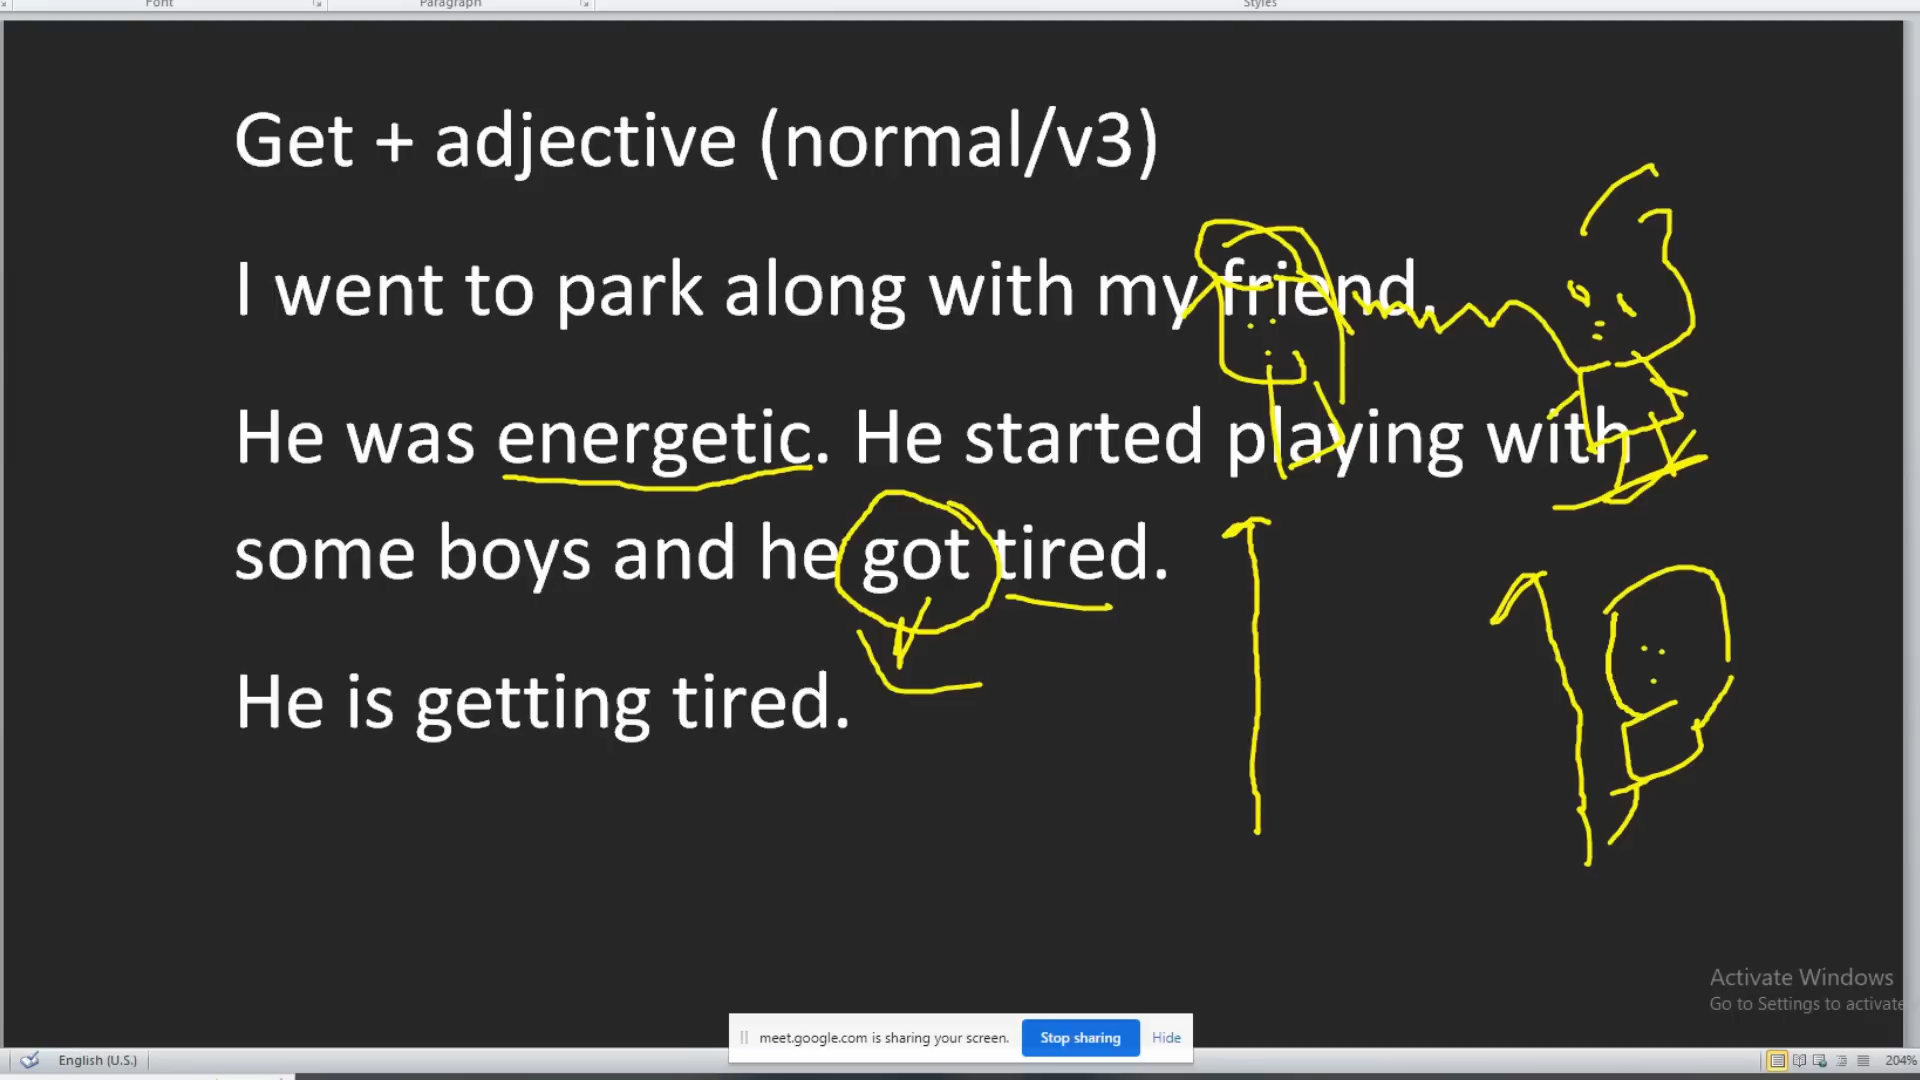 Font
Paragraph
Styles
Get + adjective (normal/v3)
I went to park along with my friend.
He was energetic. He started playing with
some boys and he got tired.
He is getting tired.
Activate Windows
Go to Settings to activate
meet.google.com is sharing your screen.
Stop sharing
Hide
English (U.S.)
204%